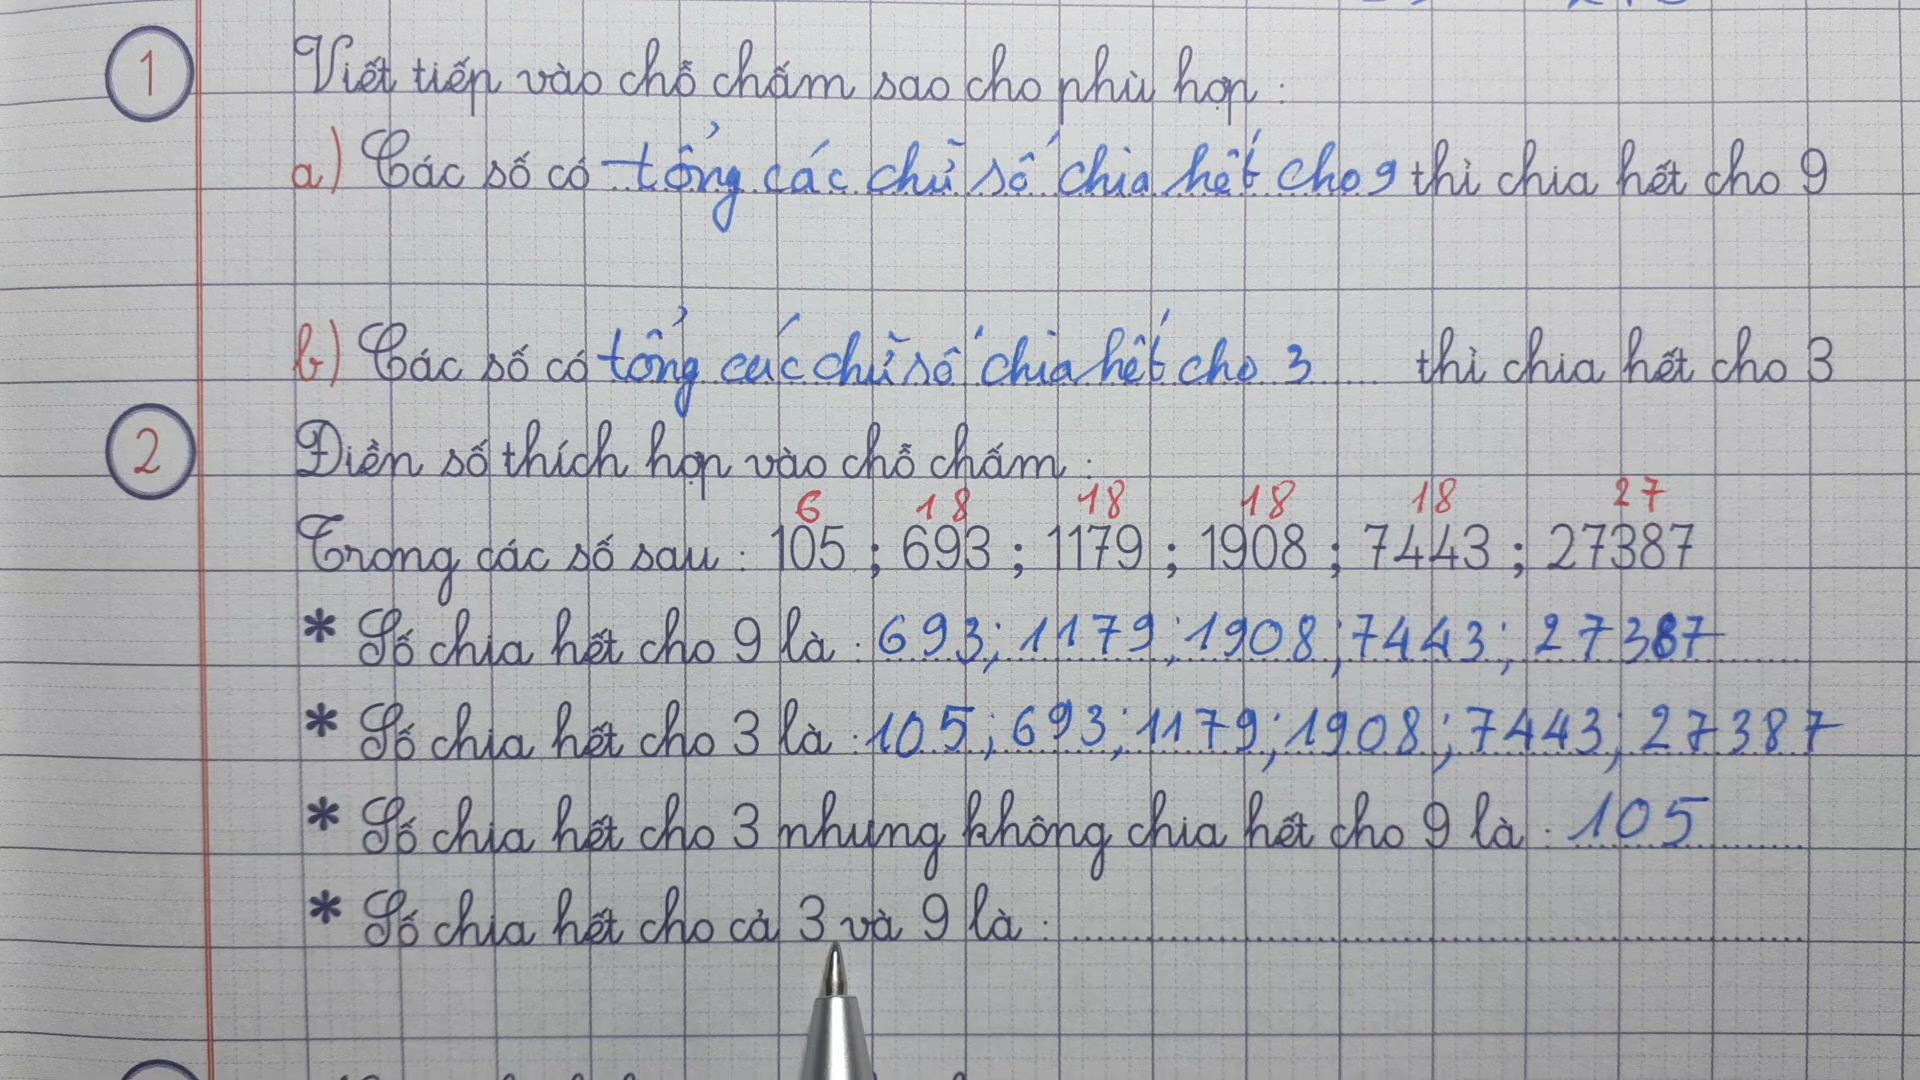 1 Viết tiếp vào chỗ chấm sao cho phù hợp :
a) Các số có tổng các chữ số chia hết cho 9 thì chia hết cho 9
b) Các số có tổng các chữ số chia hết cho 3 .... thì chia hết cho 3
2 Điền số thích hợp vào chỗ chấm :
6 18 18 18 18 27
Trong các số sau : 105 ; 693 ; 1179 ; 1908 ; 7443 ; 27387
* Số chia hết cho 9 là : 693; 1179; 1908; 7443; 27387
* Số chia hết cho 3 là : 105; 693; 1179; 1908; 7443; 27387
* Số chia hết cho 3 nhưng không chia hết cho 9 là : 105
* Số chia hết cho cả 3 và 9 là : ....................